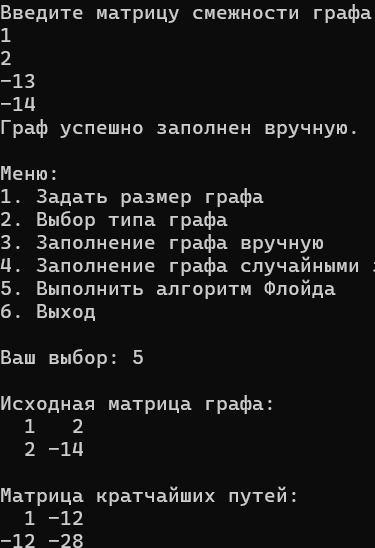 Введите матрицу смежности графа
1
2
-13
-14
Граф успешно заполнен вручную.
Меню:
1. Задать размер графа
2. Выбор типа графа
3. Заполнение графа вручную
4. Заполнение графа случайными
5. Выполнить алгоритм Флойда
6. Выход
Ваш выбор: 5
Исходная матрица графа:
1 2
2 -14
Матрица кратчайших путей:
1 -12
-12 -28